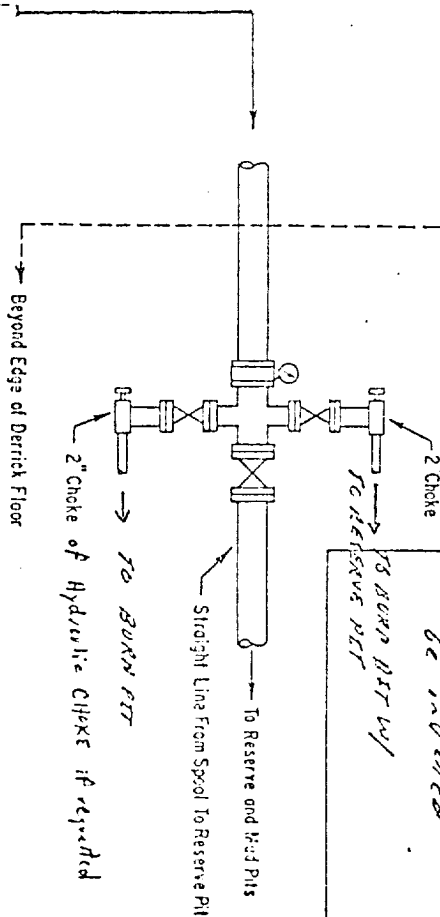 2" Choke
TO BURN PIT W/
TO RESERVE PIT
To Reserve and Mud Pits
Straight Line From Spool To Reserve Pit
TO BURN PIT
2" Choke of Hydraulic CHOKE if required
Beyond Edge of Derrick Floor